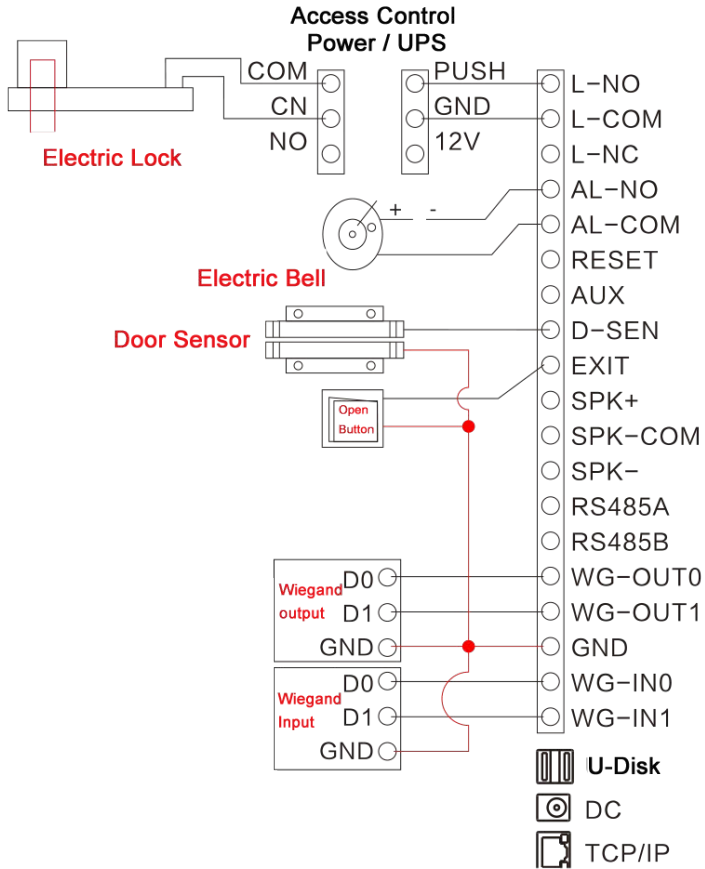 Access Control
Power / UPS
COM
PUSH
L-NO
CN
GND
L-COM
NO
12V
L-NC
Electric Lock
AL-NO
+ -
AL-COM
Electric Bell
RESET
AUX
Door Sensor
D-SEN
EXIT
Open
Button
SPK+
SPK-COM
SPK-
RS485A
RS485B
Wiegand
output
D0
WG-OUT0
D1
WG-OUT1
GND
GND
Wiegand
Input
D0
WG-IN0
D1
WG-IN1
GND
U-Disk
DC
TCP/IP